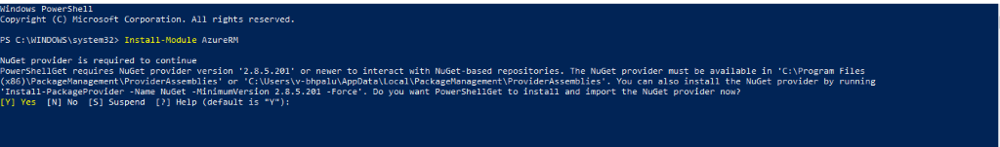 Windows PowerShell
Copyright (C) Microsoft Corporation. All rights reserved.
PS C:\WINDOWS\system32> Install-Module AzureRM
NuGet provider is required to continue
PowerShellGet requires NuGet provider version '2.8.5.201' or newer to interact with NuGet-based repositories. The NuGet provider must be available in 'C:\Program Files
(x86)\PackageManagement\ProviderAssemblies' or 'C:\Users\v-bhpalu\AppData\Local\PackageManagement\ProviderAssemblies'. You can also install the NuGet provider by running
'Install-PackageProvider -Name NuGet -MinimumVersion 2.8.5.201 -Force'. Do you want PowerShellGet to install and import the NuGet provider now?
[Y] Yes  [N] No  [S] Suspend  [?] Help (default is "Y"):